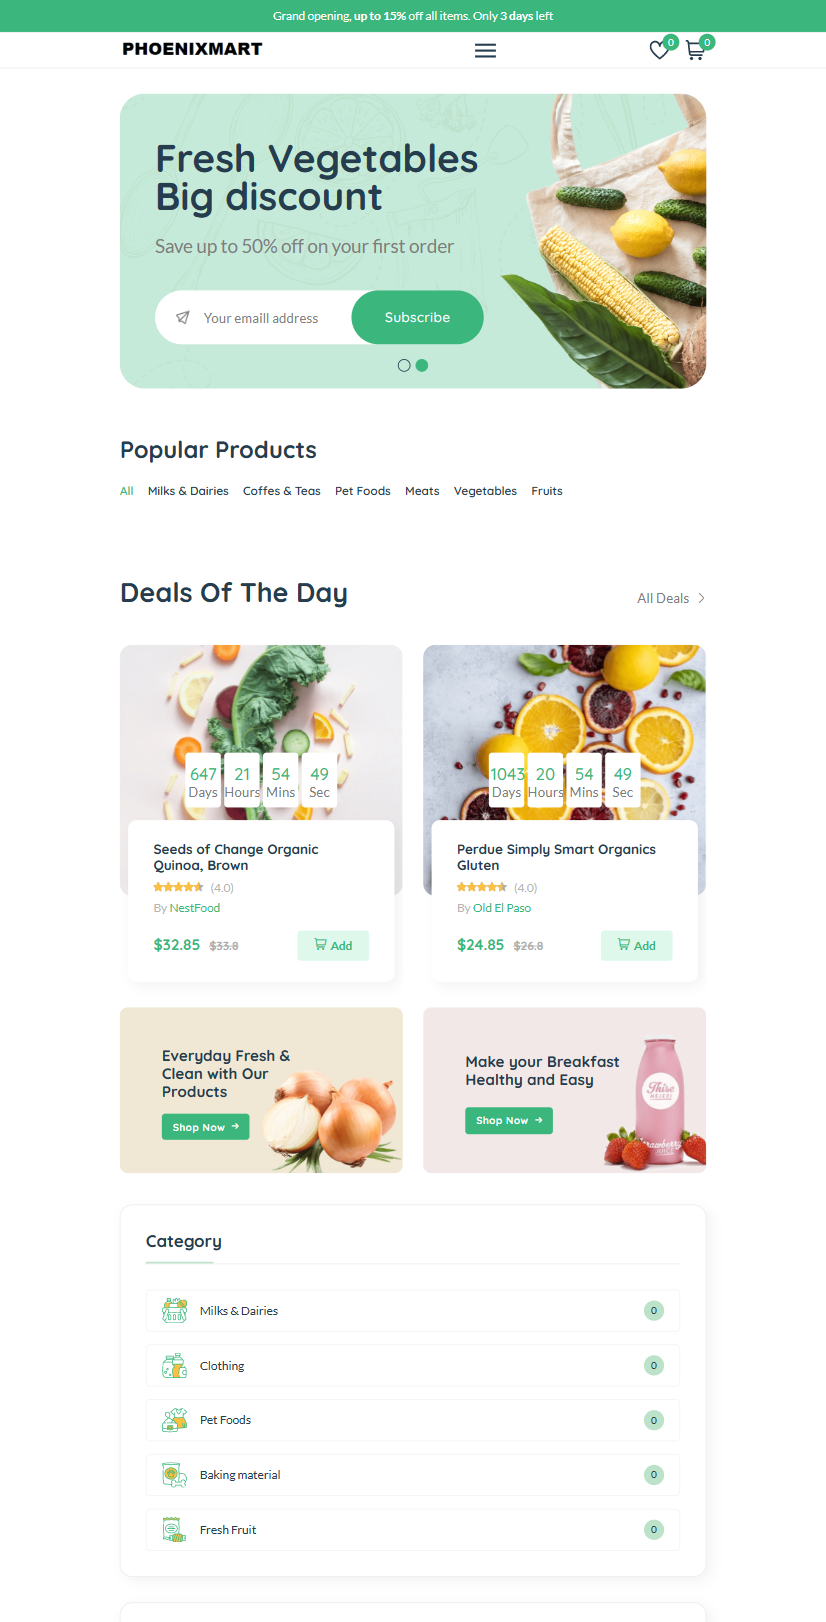 Grand opening, up to 15% off all items. Only 3 days left
PHOENIXMART
0
0
Fresh Vegetables
Big discount
Save up to 50% off on your first order
Your emaill address
Subscribe
Popular Products
All Milks & Dairies Coffes & Teas Pet Foods Meats Vegetables Fruits
Deals Of The Day
All Deals
647 21 54 49
Days Hours Mins Sec
Seeds of Change Organic
Quinoa, Brown
(4.0)
By NestFood
$32.85 $33.8
Add
1043 20 54 49
Days Hours Mins Sec
Perdue Simply Smart Organics
Gluten
(4.0)
By Old El Paso
$24.85 $26.8
Add
Everyday Fresh &
Clean with Our
Products
Shop Now
Make your Breakfast
Healthy and Easy
Shop Now
Category
Milks & Dairies 0
Clothing 0
Pet Foods 0
Baking material 0
Fresh Fruit 0